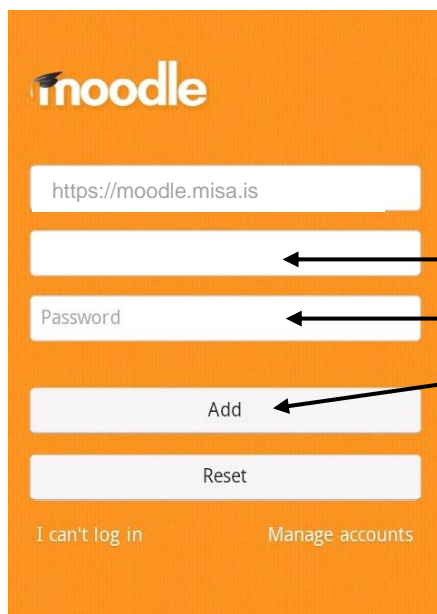 moodle
https://moodle.misa.is
Password
Add
Reset
I can't log in
Manage accounts